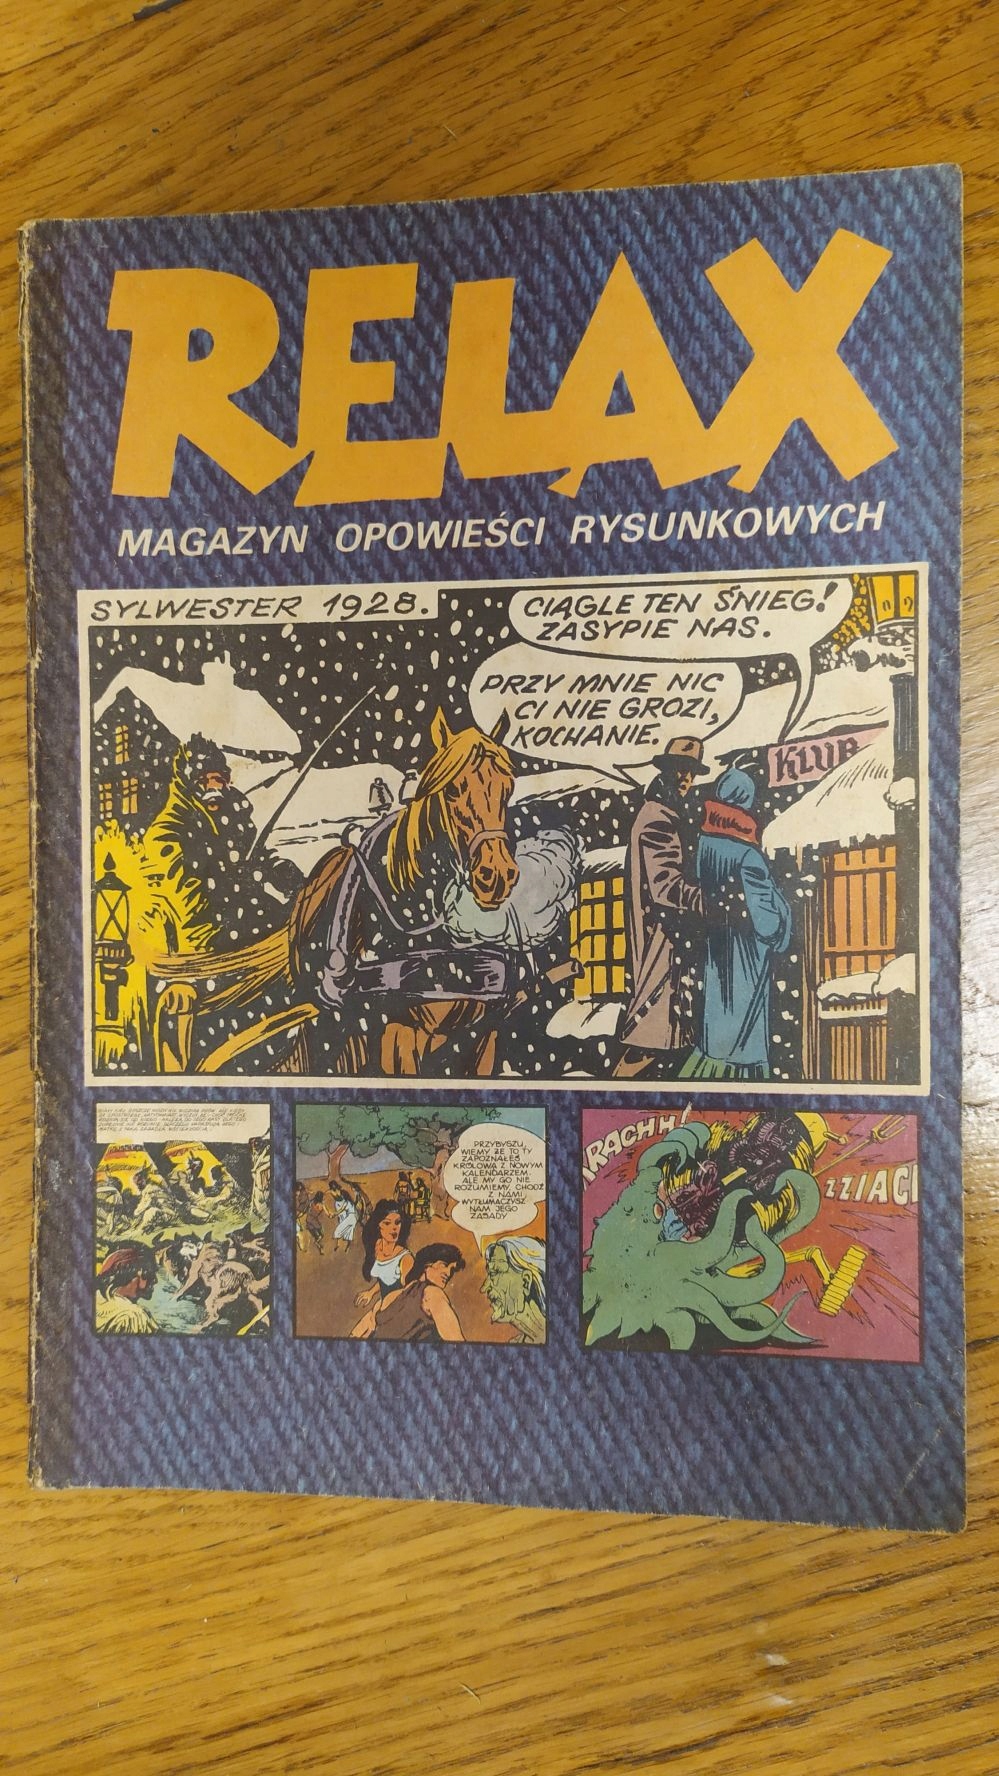 RELAX
MAGAZYN OPOWIEŚCI RYSUNKOWYCH
SYLWESTER 1928.
CIĄGLE TEN ŚNIEG!
ZASYPIE NAS.
PRZY MNIE NIC
CI NIE GROZI,
KOCHANIE.
KLUB
PRZYBYSZU,
WIEMY ŻE TO TY
ZAPOZNAŁEŚ
KRÓLOWĄ Z NOWYM
KALENDARZEM.
ALE MY GO NIE
ROZUMIEMY. CHODŹ
Z NAMI,
WYTŁUMACZYSZ
NAM JEGO
ZASADY
KRACHH!
ZZIAC!